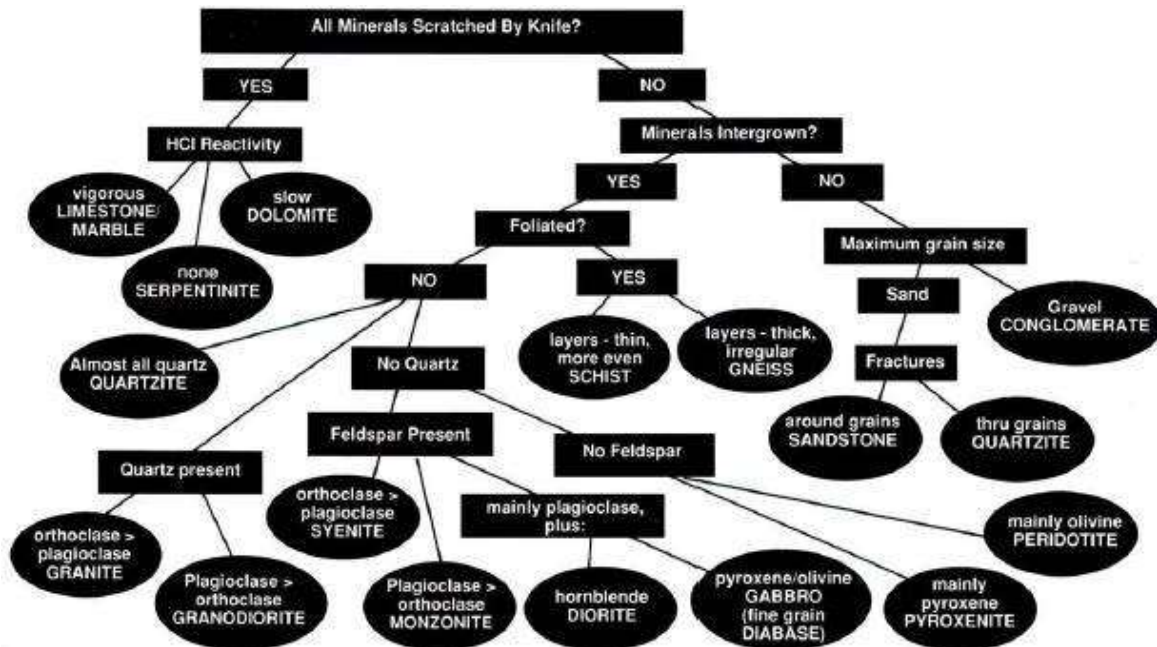 All Minerals Scratched By Knife?
YES
NO
HCl Reactivity
Minerals Intergrown?
vigorous
LIMESTONE/
MARBLE
slow
DOLOMITE
none
SERPENTINITE
YES
NO
Foliated?
Maximum grain size
NO
YES
Sand
Gravel
CONGLOMERATE
Almost all quartz
QUARTZITE
No Quartz
layers - thin,
more even
SCHIST
layers - thick,
irregular
GNEISS
Fractures
around grains
SANDSTONE
thru grains
QUARTZITE
Feldspar Present
No Feldspar
Quartz present
orthoclase >
plagioclase
SYENITE
mainly plagioclase,
plus:
mainly olivine
PERIDOTITE
orthoclase >
plagioclase
GRANITE
Plagioclase >
orthoclase
GRANODIORITE
Plagioclase >
orthoclase
MONZONITE
hornblende
DIORITE
pyroxene/olivine
GABBRO
(fine grain
DIABASE)
mainly
pyroxene
PYROXENITE